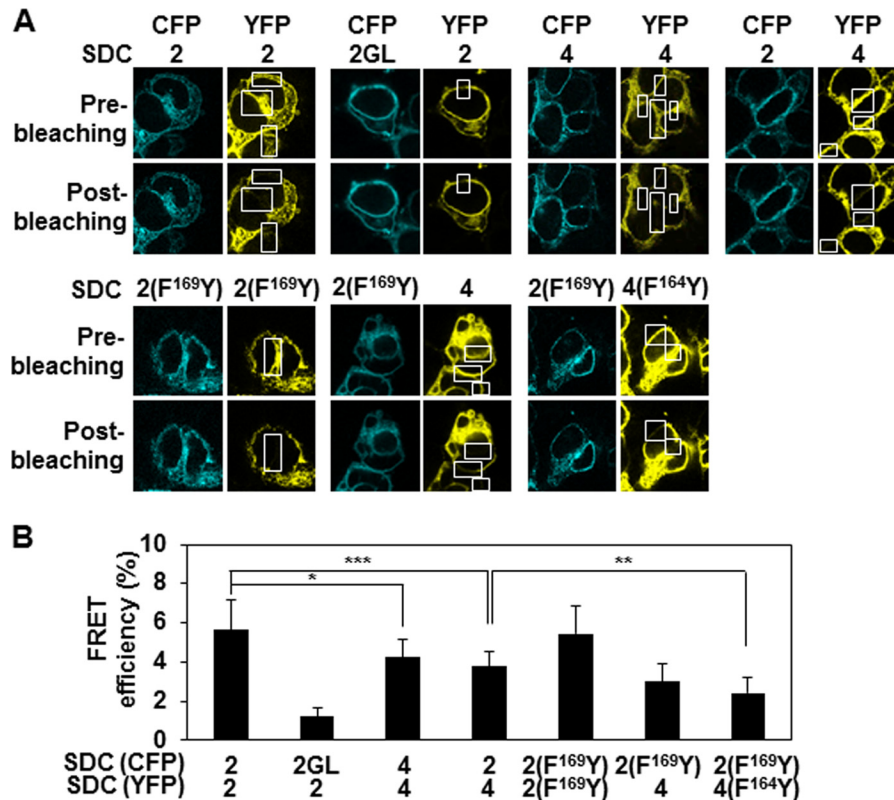 A
CFP YFP CFP YFP CFP YFP CFP YFP
SDC 2 2 2GL 2 4 4 2 4
Pre-
bleaching
Post-
bleaching
SDC 2(F¹⁶⁹Y) 2(F¹⁶⁹Y) 2(F¹⁶⁹Y) 4 2(F¹⁶⁹Y) 4(F¹⁶⁴Y)
Pre-
bleaching
Post-
bleaching
B
FRET
efficiency (%)
10
8
6
4
2
0
***
**
*
SDC (CFP) 2 2GL 4 2 2(F¹⁶⁹Y) 2(F¹⁶⁹Y) 2(F¹⁶⁹Y)
SDC (YFP) 2 2 4 4 2(F¹⁶⁹Y) 4 4(F¹⁶⁴Y)